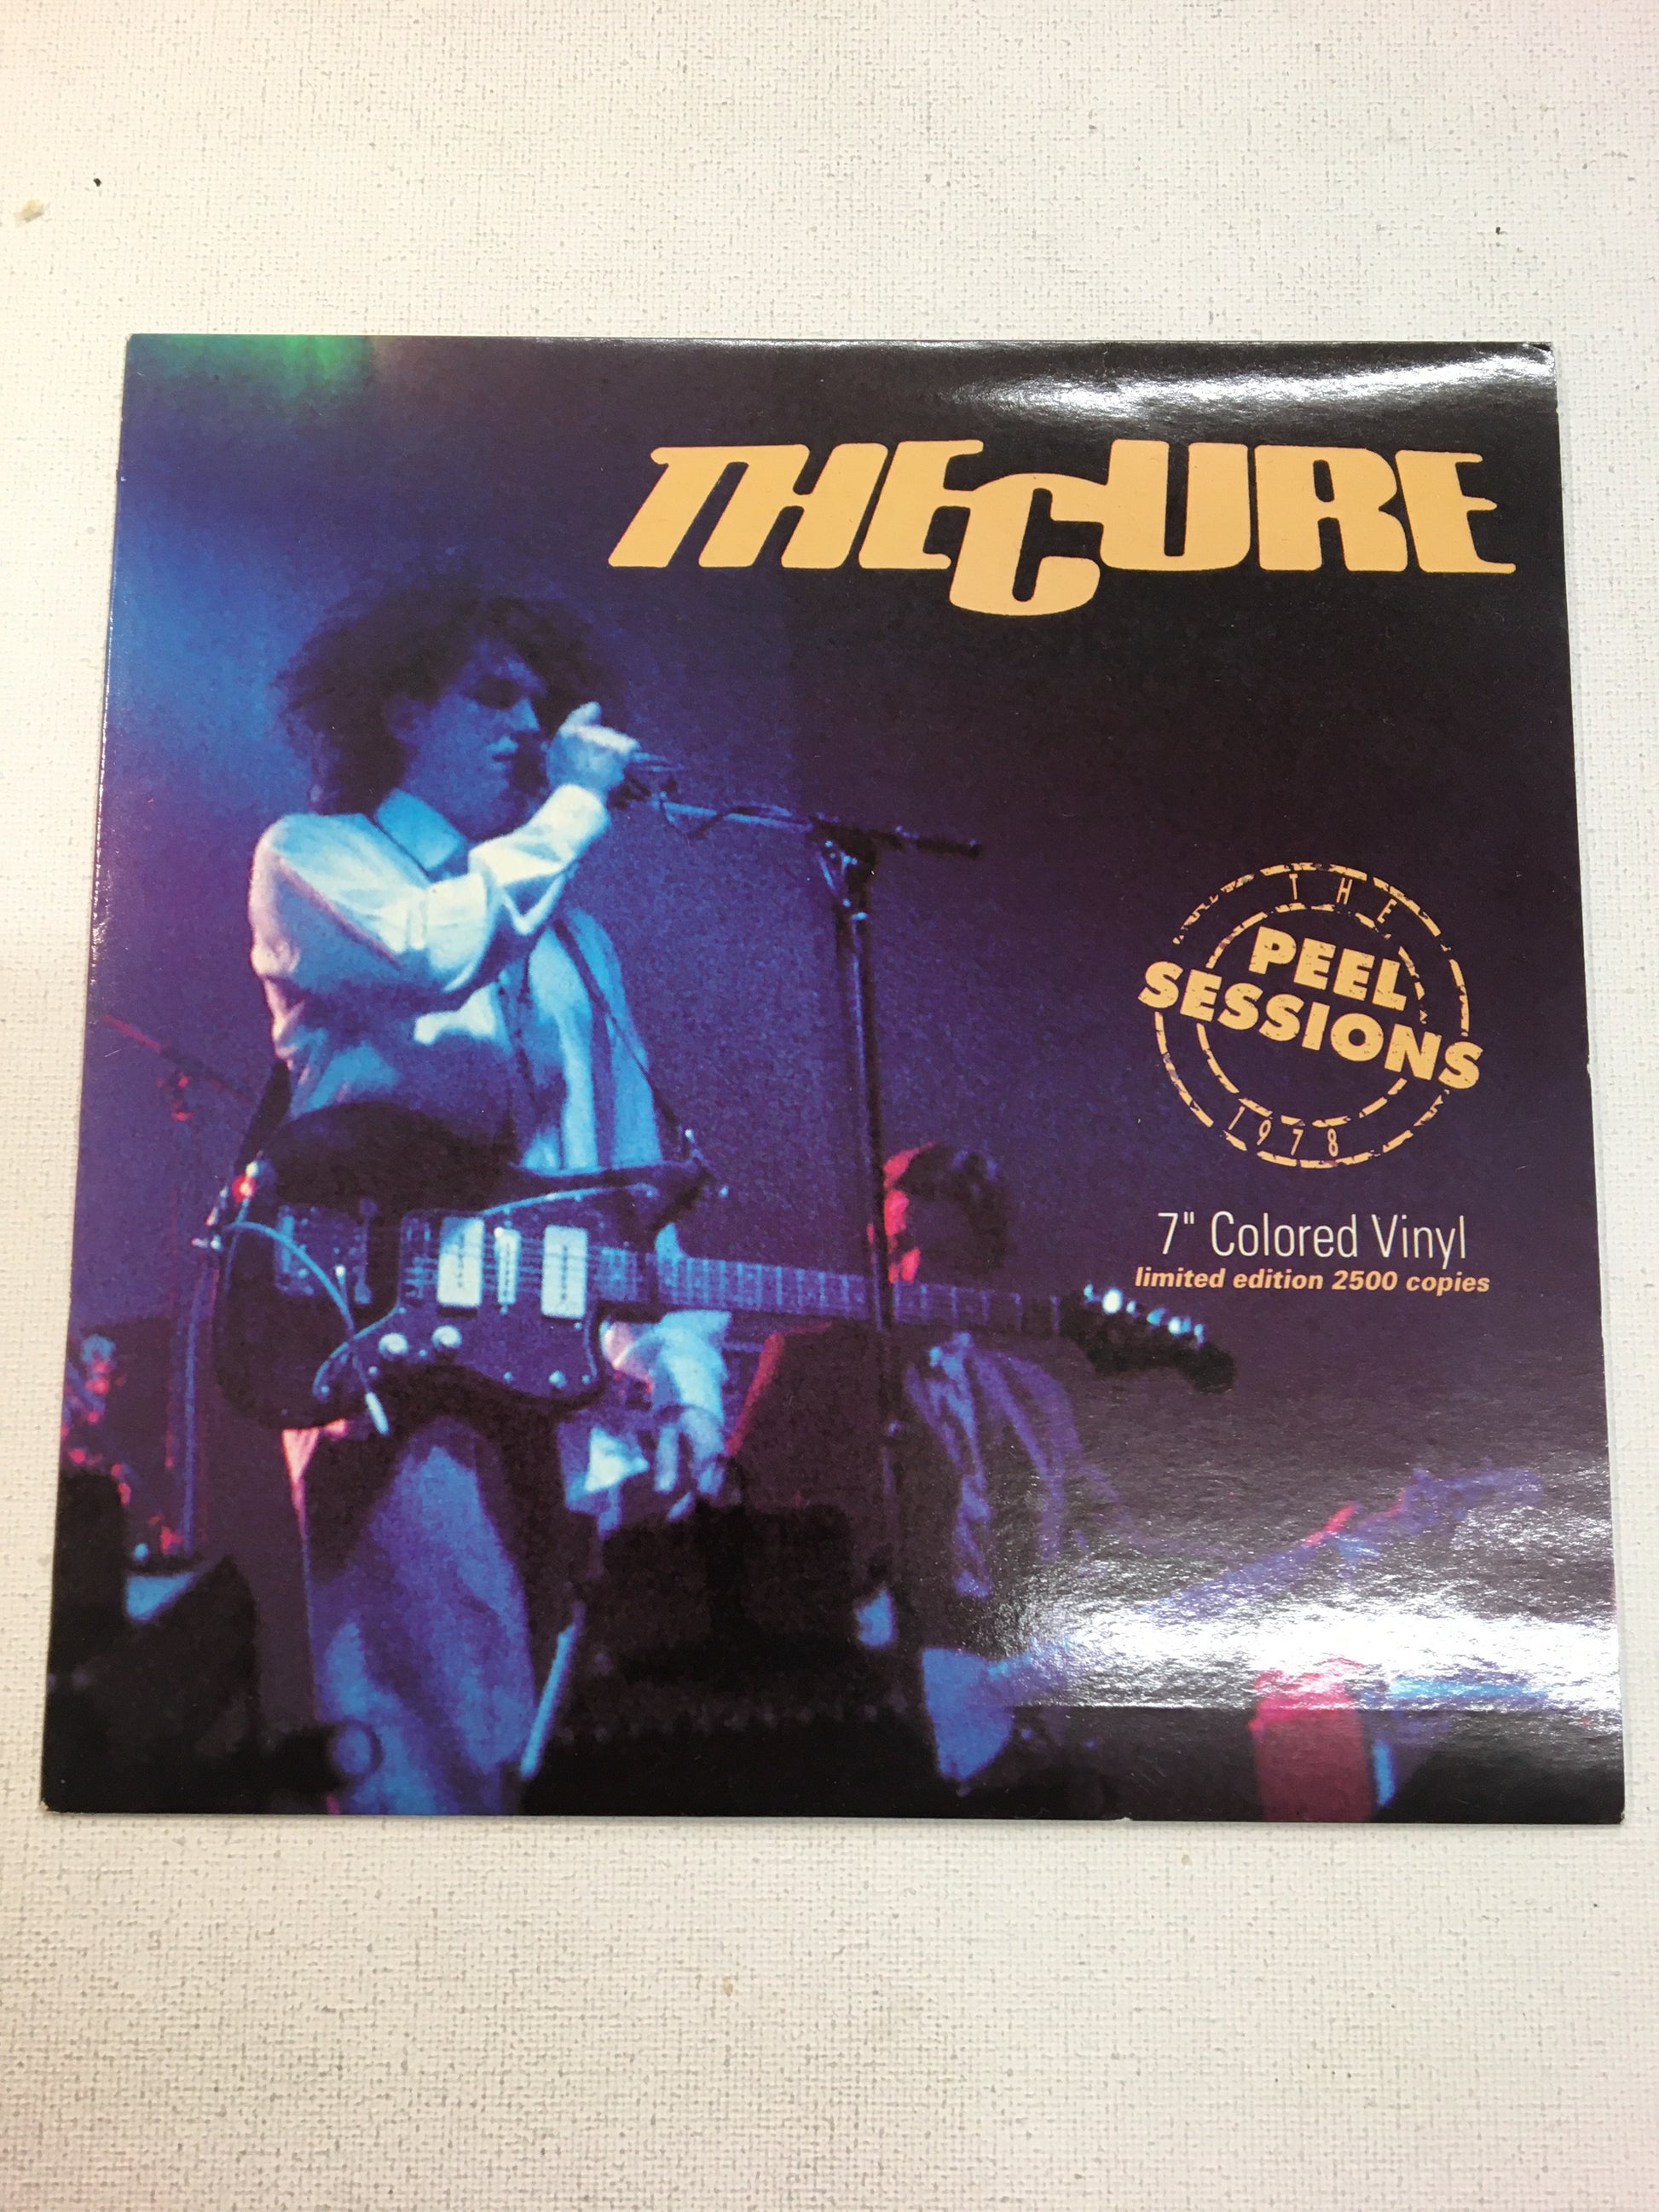 THE CURE
THE
PEEL
SESSIONS
1978
7" Colored Vinyl
limited edition 2500 copies